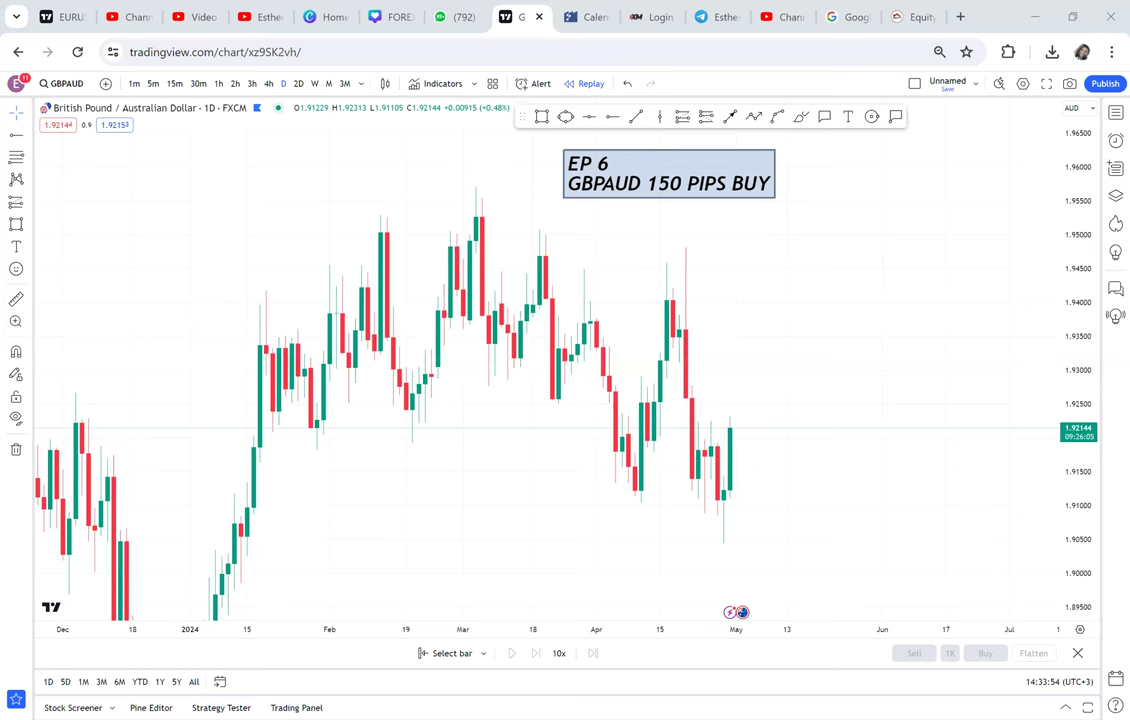 EURU
Chann
Video
Esthe
Home
FORE
(792)
G
Calen
Login
Esther
Chann
Googl
Equity
tradingview.com/chart/xz9SK2vh/
E
11
GBPAUD
1m 5m 15m 30m 1h 2h 3h 4h D 2D W M 3M
Indicators
Alert
Replay
Unnamed
Save
Publish
British Pound / Australian Dollar · 1D · FXCM
O1.91229 H1.92313 L1.91105 C1.92144 +0.00915 (+0.48%)
AUD
1.92144
0.9
1.92153
EP 6
GBPAUD 150 PIPS BUY
1.96500
1.96000
1.95500
1.95000
1.94500
1.94000
1.93500
1.93000
1.92500
1.92144
09:26:05
1.91500
1.91000
1.90500
1.90000
1.89500
Dec 18 2024 15 Feb 19 Mar 18 Apr 15 May 13 Jun 17 Jul 1
Select bar
10x
Sell
1K
Buy
Flatten
1D 5D 1M 3M 6M YTD 1Y 5Y All
14:33:54 (UTC+3)
Stock Screener
Pine Editor
Strategy Tester
Trading Panel